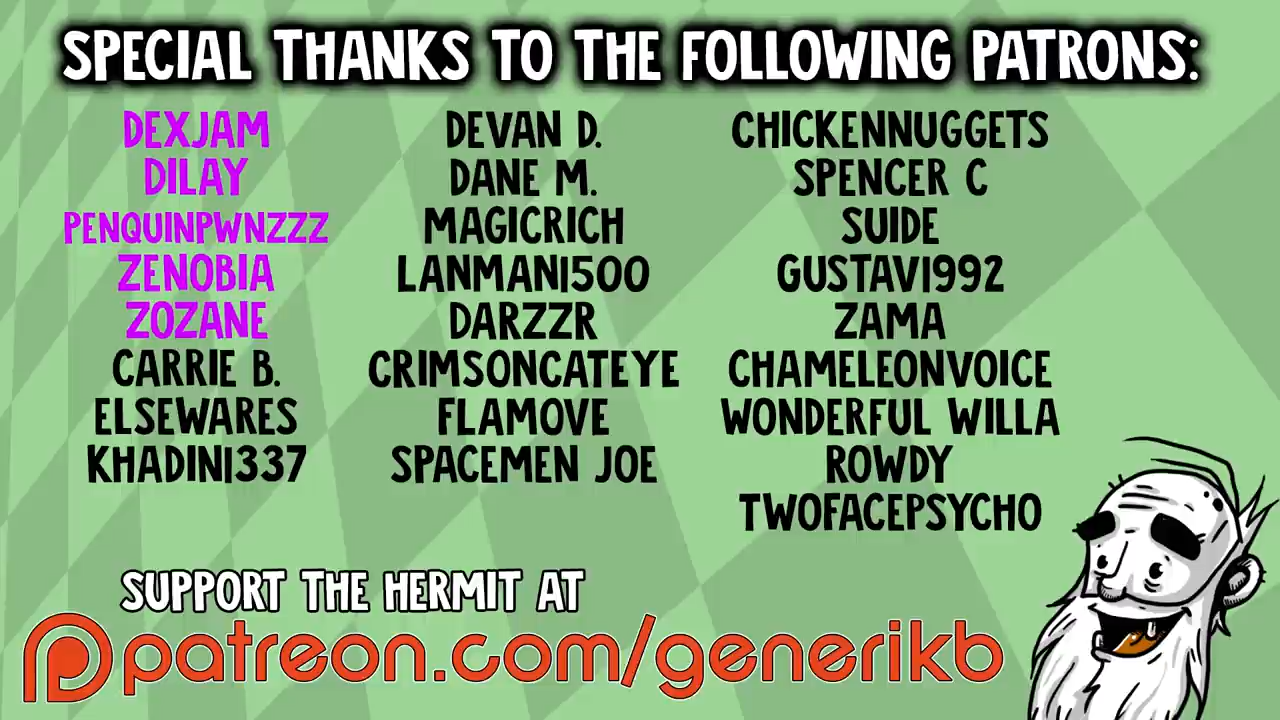 SPECIAL THANKS TO THE FOLLOWING PATRONS:
DEXJAM
DILAY
PENQUINPWNZZZ
ZENOBIA
ZOZANE
CARRIE B.
ELSEWARES
KHADINI337
DEVAN D.
DANE M.
MAGICRICH
LANMAN1500
DARZZR
CRIMSONCATEYE
FLAMOVE
SPACEMEN JOE
CHICKENNUGGETS
SPENCER C
SUIDE
GUSTAV1992
ZAMA
CHAMELEONVOICE
WONDERFUL WILLA
ROWDY
TWOFACEPSYCHO
SUPPORT THE HERMIT AT
patreon.com/generikb